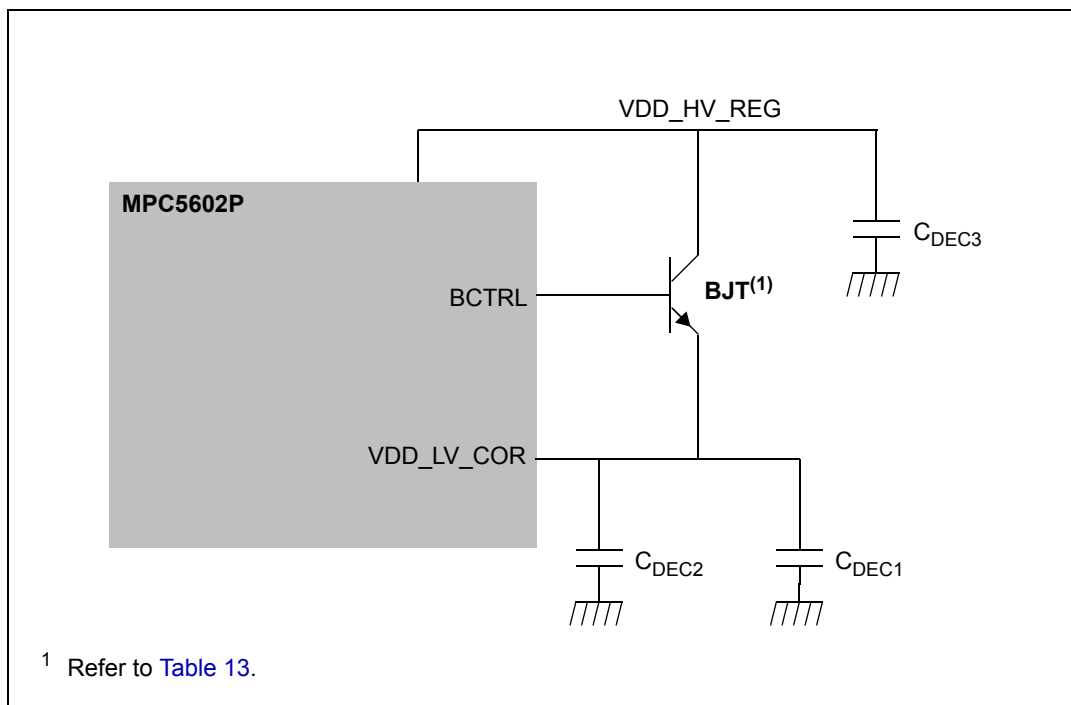 VDD_HV_REG
MPC5602P
CDEC3
BJT(1)
BCTRL
VDD_LV_COR
CDEC2
CDEC1
1 Refer to Table 13.